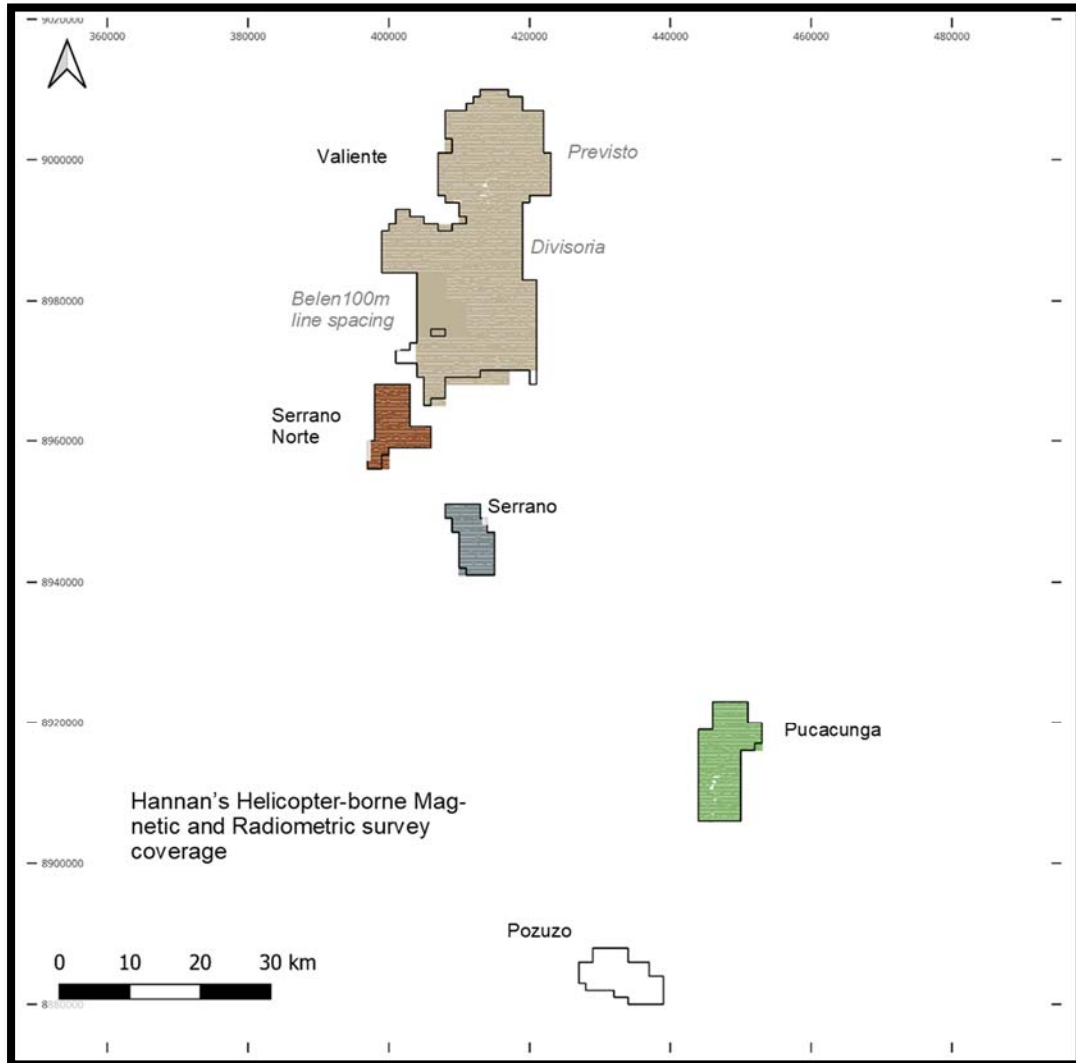 9020000
360000 380000 400000 420000 440000 460000 480000
Valiente
9000000
Previsto
Divisoria
8980000
Belen100m
line spacing
Serrano
Norte
8960000
Serrano
8940000
8920000
Pucacunga
Hannan's Helicopter-borne Mag-
netic and Radiometric survey
coverage
8900000
Pozuzo
0 10 20 30 km
8880000